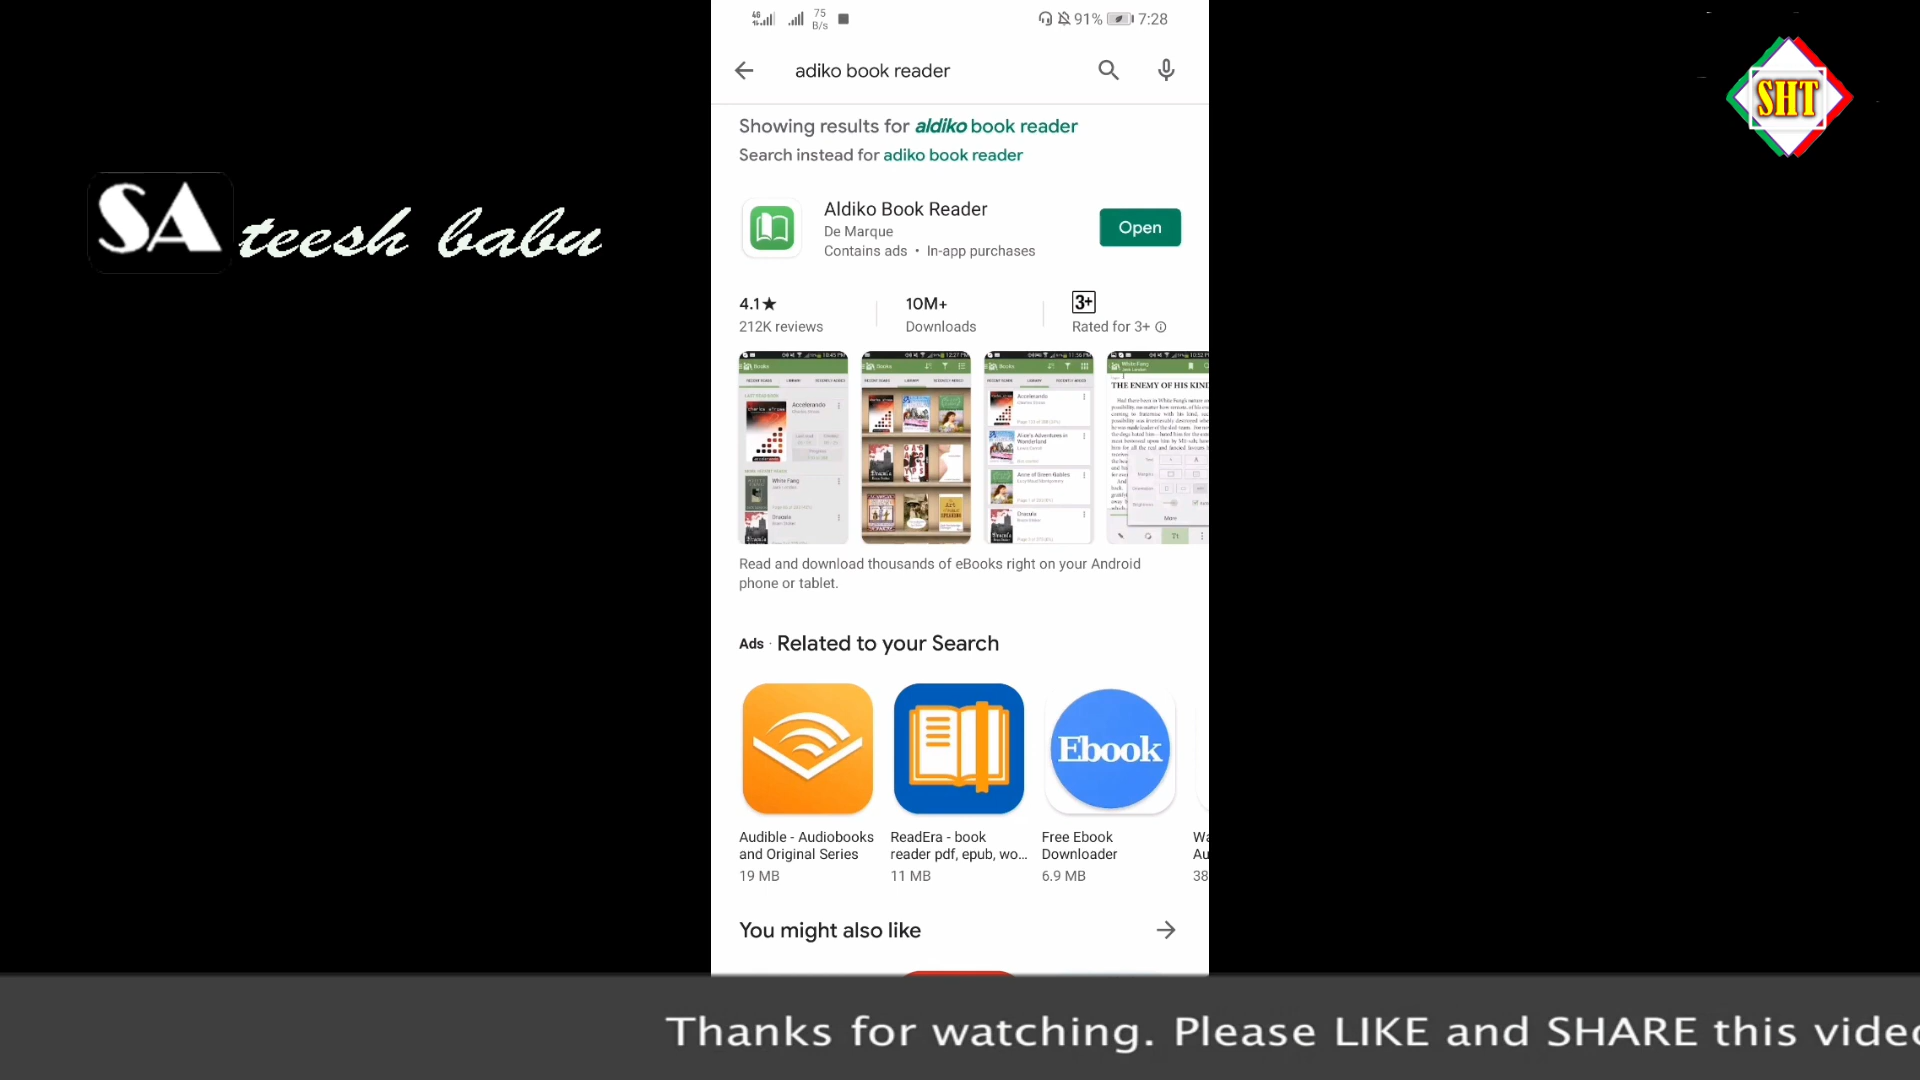 4G 75 B/s 91% 7:28
adiko book reader
SHT
Showing results for aldiko book reader
Search instead for adiko book reader
SA teesh babu
Aldiko Book Reader
De Marque
Contains ads • In-app purchases
Open
4.1★ 10M+ 3+
212K reviews Downloads Rated for 3+
THE ENEMY OF HIS KIND
Read and download thousands of eBooks right on your Android
phone or tablet.
Ads · Related to your Search
Ebook
Audible - Audiobooks
and Original Series
19 MB
ReadEra - book
reader pdf, epub, wo...
11 MB
Free Ebook
Downloader
6.9 MB
Wa
Au
38
You might also like
Thanks for watching. Please LIKE and SHARE this video